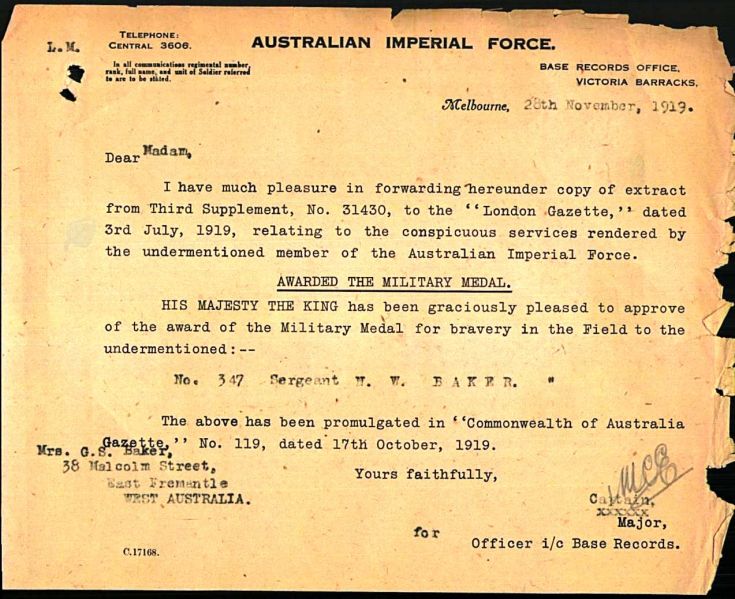 L.M.
TELEPHONE:
CENTRAL 3606.
AUSTRALIAN IMPERIAL FORCE.
In all communications regimental number,
rank, full name, and unit of Soldier referred
to are to be stated.
BASE RECORDS OFFICE,
VICTORIA BARRACKS,
Melbourne, 28th November, 1919.
Dear Madam,
I have much pleasure in forwarding hereunder copy of extract
from Third Supplement, No. 31430, to the "London Gazette," dated
3rd July, 1919, relating to the conspicuous services rendered by
the undermentioned member of the Australian Imperial Force.
AWARDED THE MILITARY MEDAL.
HIS MAJESTY THE KING has been graciously pleased to approve
of the award of the Military Medal for bravery in the Field to the
undermentioned:--
No. 347 Sergeant W. W. BAKER. "
The above has been promulgated in "Commonwealth of Australia
Gazette," No. 119, dated 17th October, 1919.
Mrs. G.S. Baker,
38 Malcolm Street,
East Fremantle
WEST AUSTRALIA.
Yours faithfully,
Captain,
xxxxxx
Major,
for
Officer i/c Base Records.
C.17168.